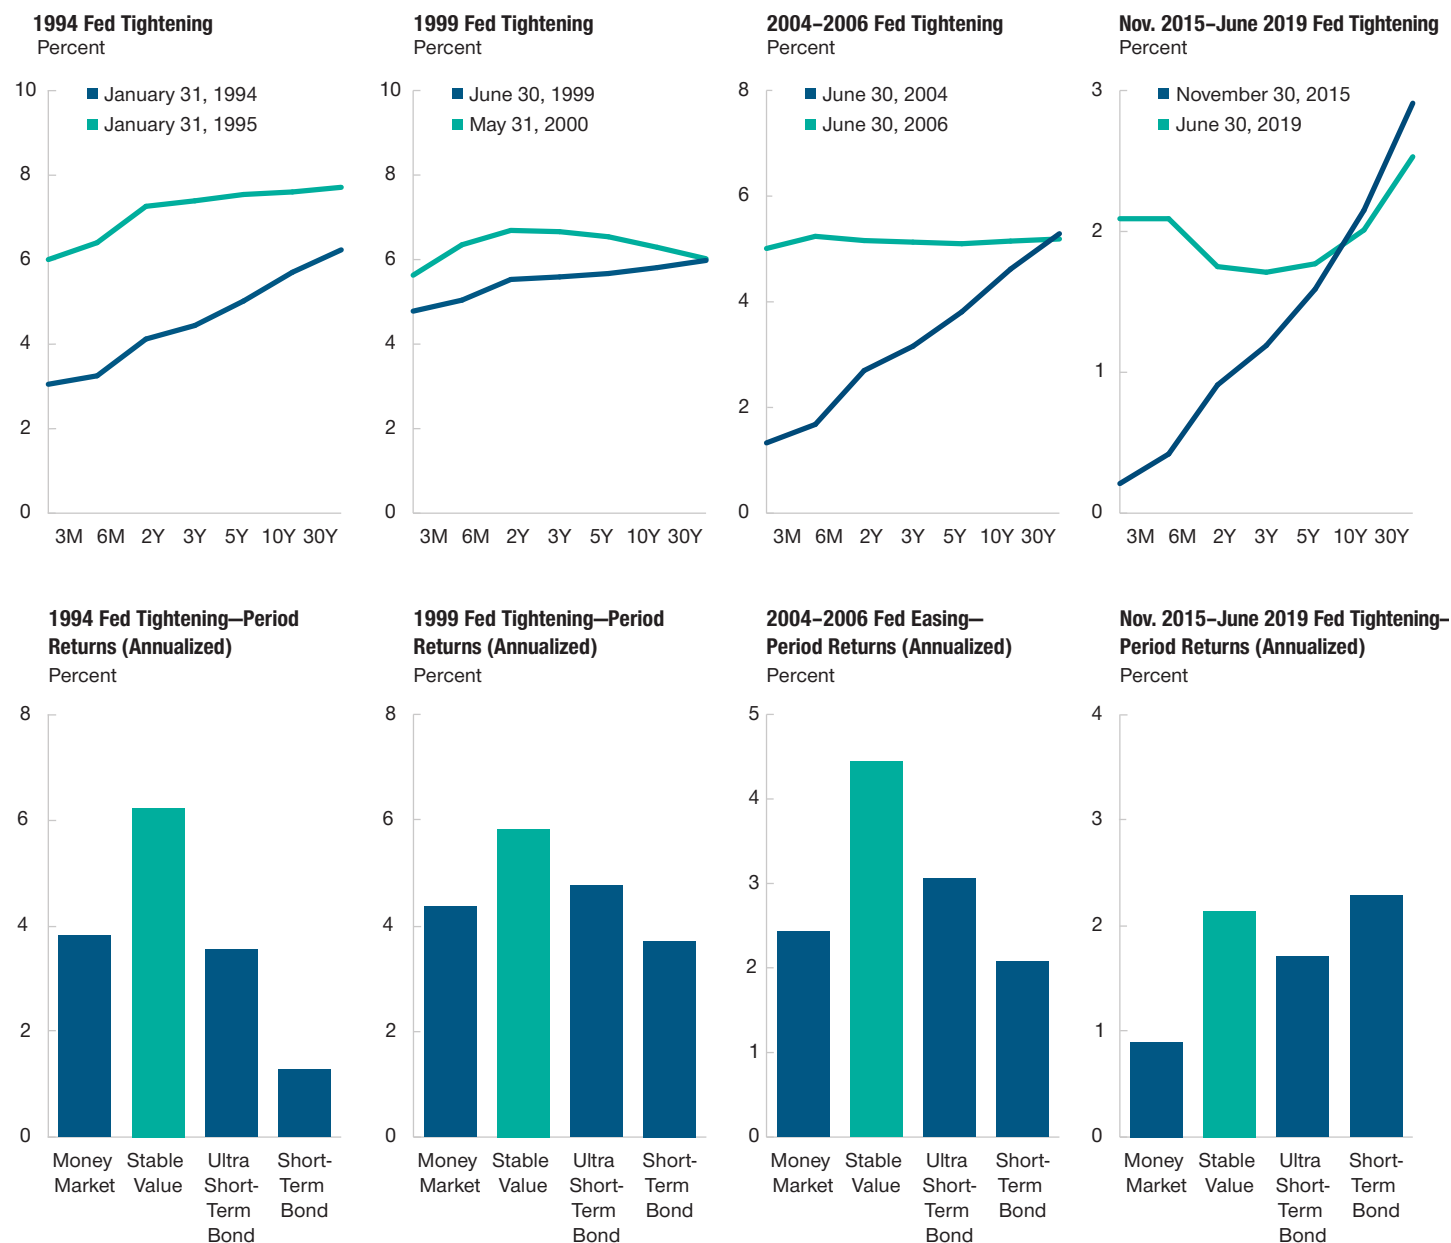 1994 Fed Tightening
Percent
10
8
6
4
2
0
January 31, 1994
January 31, 1995
3M 6M 2Y 3Y 5Y 10Y 30Y
1999 Fed Tightening
Percent
10
8
6
4
2
0
June 30, 1999
May 31, 2000
3M 6M 2Y 3Y 5Y 10Y 30Y
2004–2006 Fed Tightening
Percent
8
6
4
2
0
June 30, 2004
June 30, 2006
3M 6M 2Y 3Y 5Y 10Y 30Y
Nov. 2015–June 2019 Fed Tightening
Percent
3
2
1
0
November 30, 2015
June 30, 2019
3M 6M 2Y 3Y 5Y 10Y 30Y
1994 Fed Tightening—Period
Returns (Annualized)
Percent
8
6
4
2
0
Money
Market
Stable
Value
Ultra
Short-
Term
Bond
Short-
Term
Bond
1999 Fed Tightening—Period
Returns (Annualized)
Percent
8
6
4
2
0
Money
Market
Stable
Value
Ultra
Short-
Term
Bond
Short-
Term
Bond
2004–2006 Fed Easing—
Period Returns (Annualized)
Percent
5
4
3
2
1
0
Money
Market
Stable
Value
Ultra
Short-
Term
Bond
Short-
Term
Bond
Nov. 2015–June 2019 Fed Tightening—
Period Returns (Annualized)
Percent
4
3
2
1
0
Money
Market
Stable
Value
Ultra
Short-
Term
Bond
Short-
Term
Bond